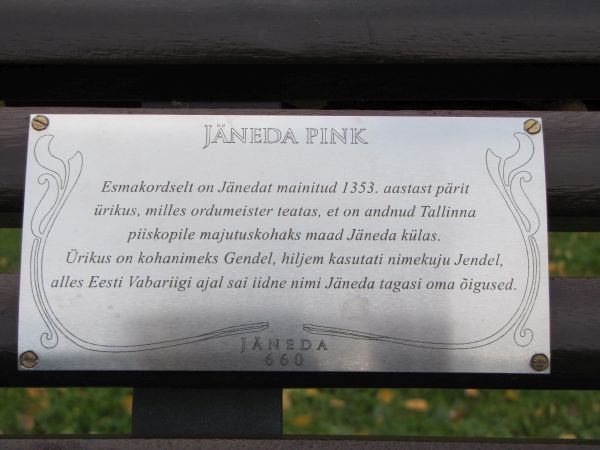 JÄNEDA PINK
Esmakordselt on Jänedat mainitud 1353. aastast pärit
ürikus, milles ordumeister teatas, et on andnud Tallinna
piiskopile majutuskohaks maad Jäneda külas.
Ürikus on kohanimeks Gendel, hiljem kasutati nimekuju Jendel,
alles Eesti Vabariigi ajal sai iidne nimi Jäneda tagasi oma õigused.
JÄNEDA
660